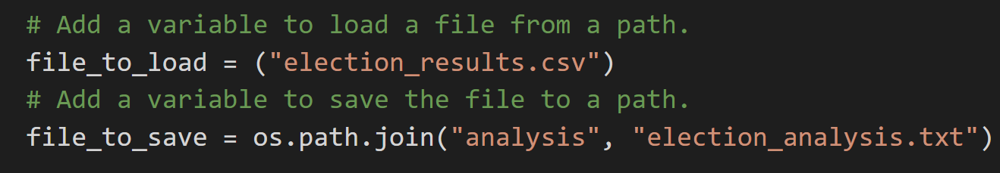 # Add a variable to load a file from a path.
file_to_load = ("election_results.csv")
# Add a variable to save the file to a path.
file_to_save = os.path.join("analysis", "election_analysis.txt")